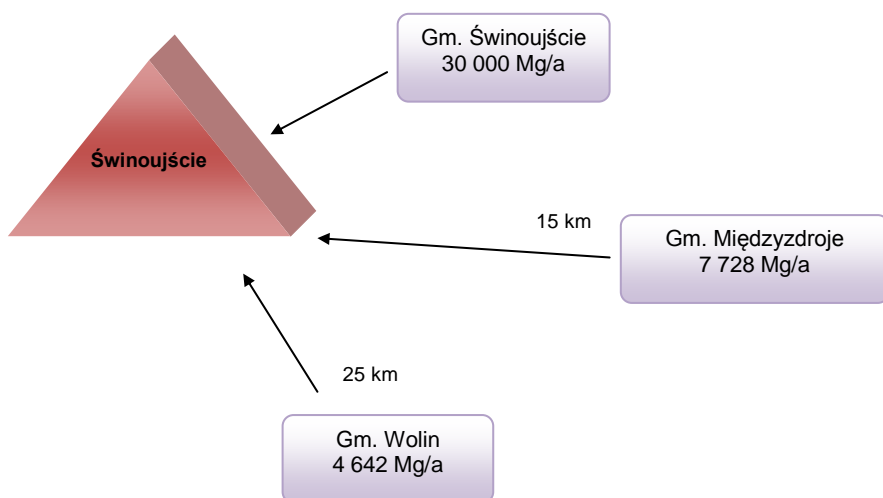 Gm. Świnoujście
30 000 Mg/a
Świnoujście
15 km
Gm. Międzyzdroje
7 728 Mg/a
25 km
Gm. Wolin
4 642 Mg/a